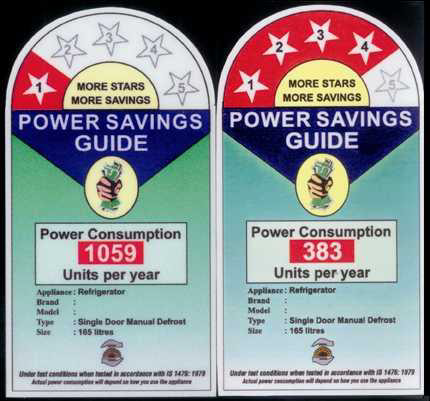 1 2 3 4 5
MORE STARS
MORE SAVINGS
POWER SAVINGS
GUIDE
Power Consumption
1059
Units per year
Appliance : Refrigerator
Brand :
Model :
Type : Single Door Manual Defrost
Size : 165 litres
Under test conditions when tested in accordance with IS 1476: 1979
Actual power consumption will depend on how you use the appliance
1 2 3 4 5
MORE STARS
MORE SAVINGS
POWER SAVINGS
GUIDE
Power Consumption
383
Units per year
Appliance : Refrigerator
Brand :
Model :
Type : Single Door Manual Defrost
Size : 165 litres
Under test conditions when tested in accordance with IS 1476: 1979
Actual power consumption will depend on how you use the appliance